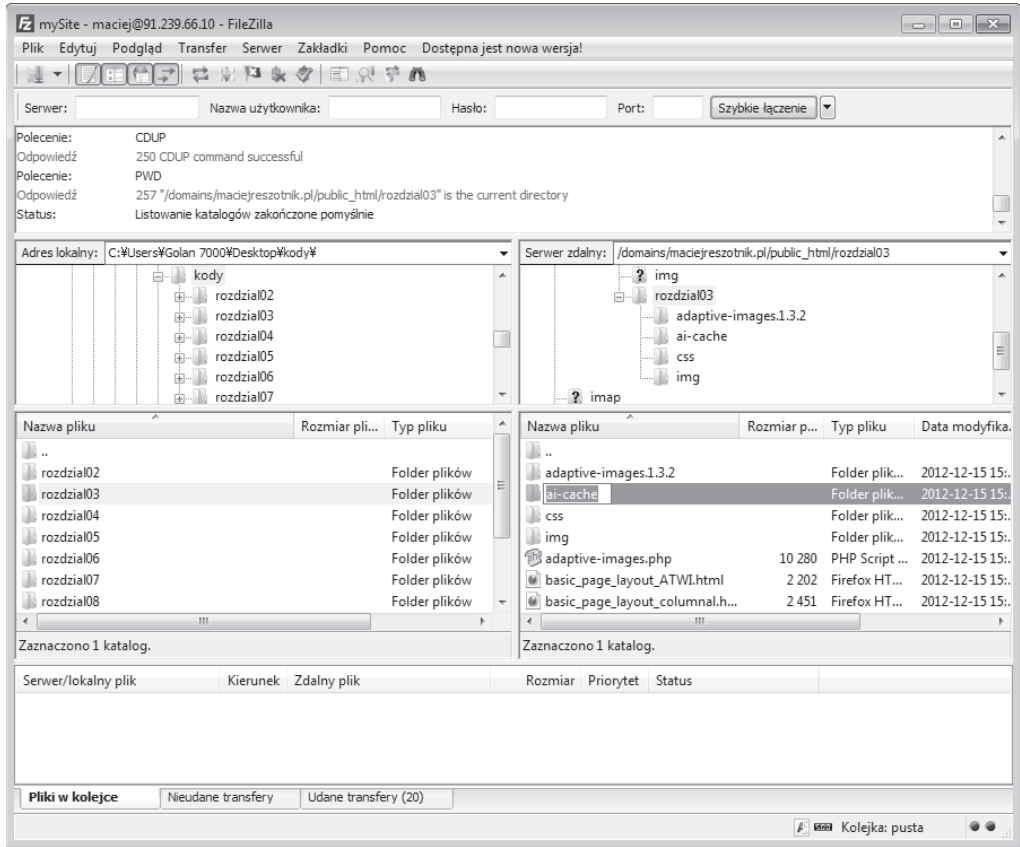 mySite - maciej@91.239.66.10 - FileZilla
Plik Edytuj Podgląd Transfer Serwer Zakładki Pomoc Dostępna jest nowa wersja!
Serwer: Nazwa użytkownika: Hasło: Port: Szybkie łączenie
Polecenie: CDUP
Odpowiedź 250 CDUP command successful
Polecenie: PWD
Odpowiedź 257 "/domains/maciejreszotnik.pl/public_html/rozdzial03" is the current directory
Status: Listowanie katalogów zakończone pomyślnie
Adres lokalny: C:¥Users¥Golan 7000¥Desktop¥kody¥
kody
rozdzial02
rozdzial03
rozdzial04
rozdzial05
rozdzial06
rozdzial07
Serwer zdalny: /domains/maciejreszotnik.pl/public_html/rozdzial03
? img
rozdzial03
adaptive-images.1.3.2
ai-cache
css
img
? imap
Nazwa pliku Rozmiar pli... Typ pliku
..
rozdzial02 Folder plików
rozdzial03 Folder plików
rozdzial04 Folder plików
rozdzial05 Folder plików
rozdzial06 Folder plików
rozdzial07 Folder plików
rozdzial08 Folder plików
Zaznaczono 1 katalog.
Nazwa pliku Rozmiar p... Typ pliku Data modyfika.
..
adaptive-images.1.3.2 Folder plik... 2012-12-15 15:.
ai-cache Folder plik... 2012-12-15 15:.
css Folder plik... 2012-12-15 15:.
img Folder plik... 2012-12-15 15:.
adaptive-images.php 10 280 PHP Script ... 2012-12-15 15:.
basic_page_layout_ATWI.html 2 202 Firefox HT... 2012-12-15 15:.
basic_page_layout_columnal.h... 2 451 Firefox HT... 2012-12-15 15:.
Zaznaczono 1 katalog.
Serwer/lokalny plik Kierunek Zdalny plik Rozmiar Priorytet Status
Pliki w kolejce Nieudane transfery Udane transfery (20)
Kolejka: pusta